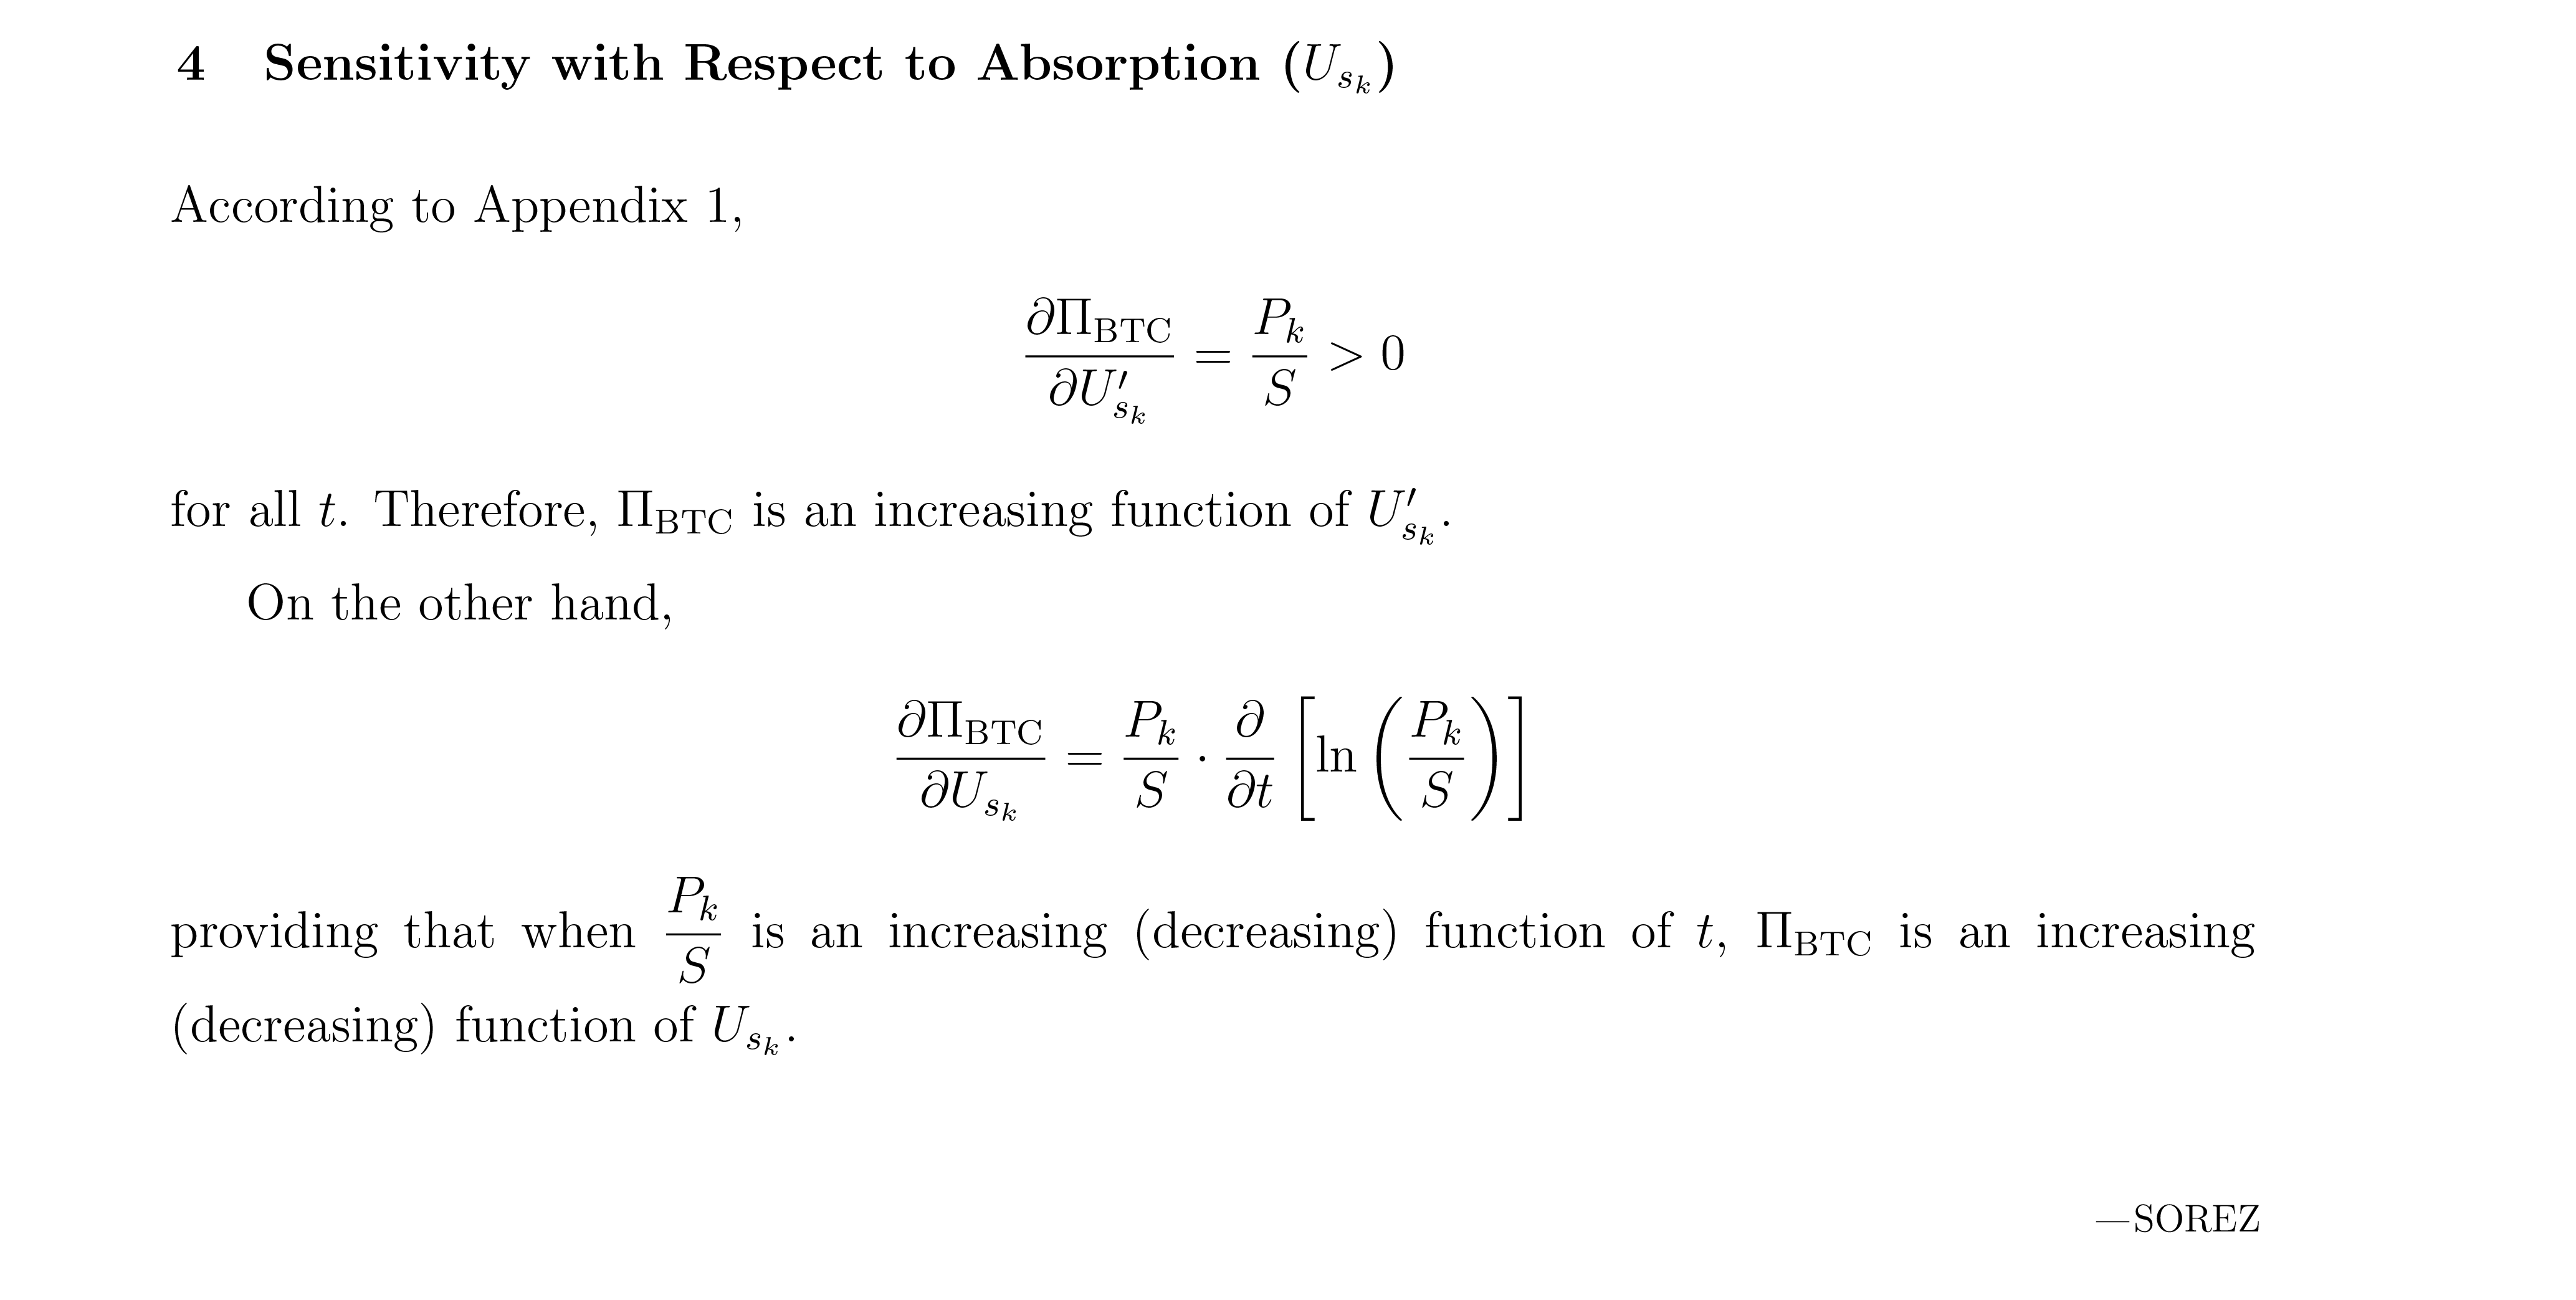 4 Sensitivity with Respect to Absorption ($U_{s_k}$)
According to Appendix 1,
$$\frac{\partial \Pi_{\mathrm{BTC}}}{\partial U'_{s_k}} = \frac{P_k}{S} > 0$$
for all $t$. Therefore, $\Pi_{\mathrm{BTC}}$ is an increasing function of $U'_{s_k}$.
On the other hand,
$$\frac{\partial \Pi_{\mathrm{BTC}}}{\partial U_{s_k}} = \frac{P_k}{S} \cdot \frac{\partial}{\partial t} \left[ \ln \left( \frac{P_k}{S} \right) \right]$$
providing that when $\frac{P_k}{S}$ is an increasing (decreasing) function of $t$, $\Pi_{\mathrm{BTC}}$ is an increasing
(decreasing) function of $U_{s_k}$.
—SOREZ